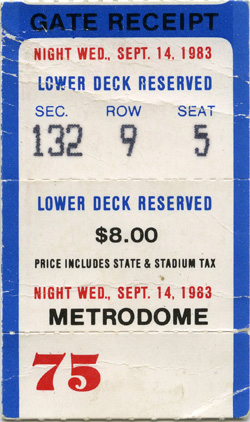 GATE RECEIPT
NIGHT WED., SEPT. 14, 1983
LOWER DECK RESERVED
SEC. ROW SEAT
132 9 5
LOWER DECK RESERVED
$8.00
PRICE INCLUDES STATE & STADIUM TAX
NIGHT WED., SEPT. 14, 1983
METRODOME
75